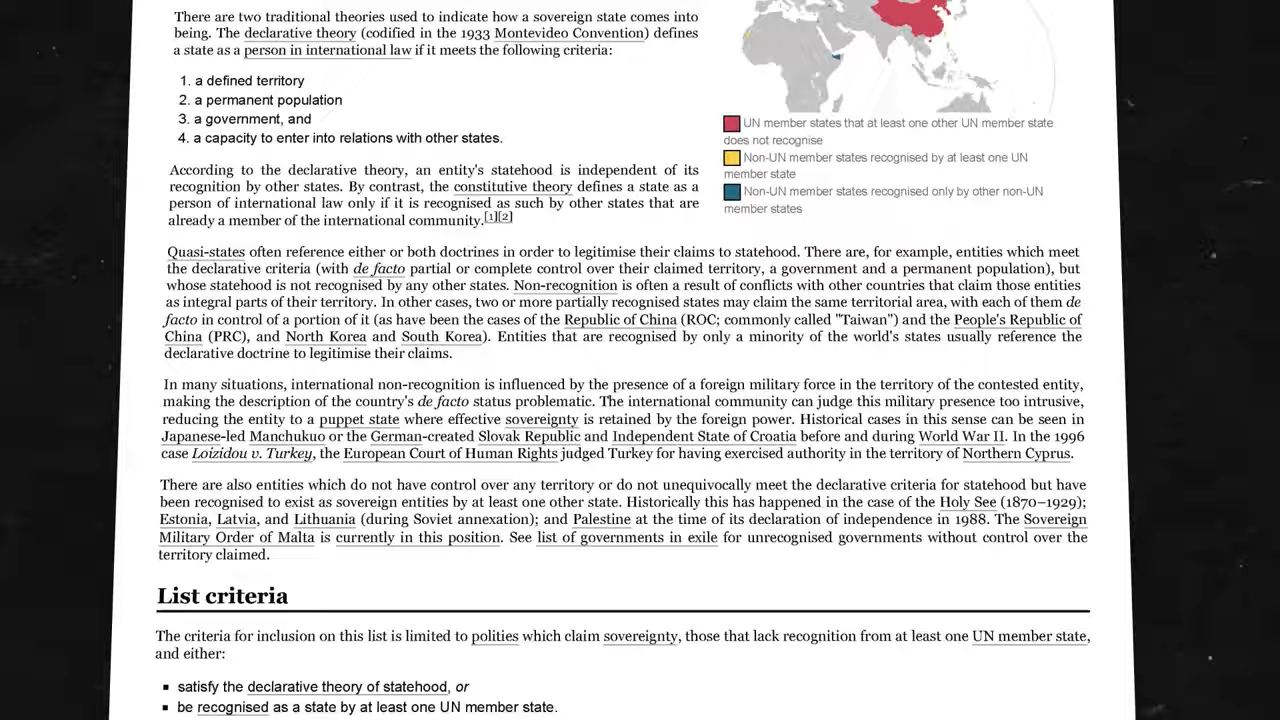 There are two traditional theories used to indicate how a sovereign state comes into
being. The declarative theory (codified in the 1933 Montevideo Convention) defines
a state as a person in international law if it meets the following criteria:
1. a defined territory
2. a permanent population
3. a government, and
4. a capacity to enter into relations with other states.
According to the declarative theory, an entity's statehood is independent of its
recognition by other states. By contrast, the constitutive theory defines a state as a
person of international law only if it is recognised as such by other states that are
already a member of the international community.[1][2]
UN member states that at least one other UN member state
does not recognise
Non-UN member states recognised by at least one UN
member state
Non-UN member states recognised only by other non-UN
member states
Quasi-states often reference either or both doctrines in order to legitimise their claims to statehood. There are, for example, entities which meet
the declarative criteria (with de facto partial or complete control over their claimed territory, a government and a permanent population), but
whose statehood is not recognised by any other states. Non-recognition is often a result of conflicts with other countries that claim those entities
as integral parts of their territory. In other cases, two or more partially recognised states may claim the same territorial area, with each of them de
facto in control of a portion of it (as have been the cases of the Republic of China (ROC; commonly called "Taiwan") and the People's Republic of
China (PRC), and North Korea and South Korea). Entities that are recognised by only a minority of the world's states usually reference the
declarative doctrine to legitimise their claims.
In many situations, international non-recognition is influenced by the presence of a foreign military force in the territory of the contested entity,
making the description of the country's de facto status problematic. The international community can judge this military presence too intrusive,
reducing the entity to a puppet state where effective sovereignty is retained by the foreign power. Historical cases in this sense can be seen in
Japanese-led Manchukuo or the German-created Slovak Republic and Independent State of Croatia before and during World War II. In the 1996
case Loizidou v. Turkey, the European Court of Human Rights judged Turkey for having exercised authority in the territory of Northern Cyprus.
There are also entities which do not have control over any territory or do not unequivocally meet the declarative criteria for statehood but have
been recognised to exist as sovereign entities by at least one other state. Historically this has happened in the case of the Holy See (1870–1929);
Estonia, Latvia, and Lithuania (during Soviet annexation); and Palestine at the time of its declaration of independence in 1988. The Sovereign
Military Order of Malta is currently in this position. See list of governments in exile for unrecognised governments without control over the
territory claimed.
List criteria
The criteria for inclusion on this list is limited to polities which claim sovereignty, those that lack recognition from at least one UN member state,
and either:
▪ satisfy the declarative theory of statehood, or
▪ be recognised as a state by at least one UN member state.